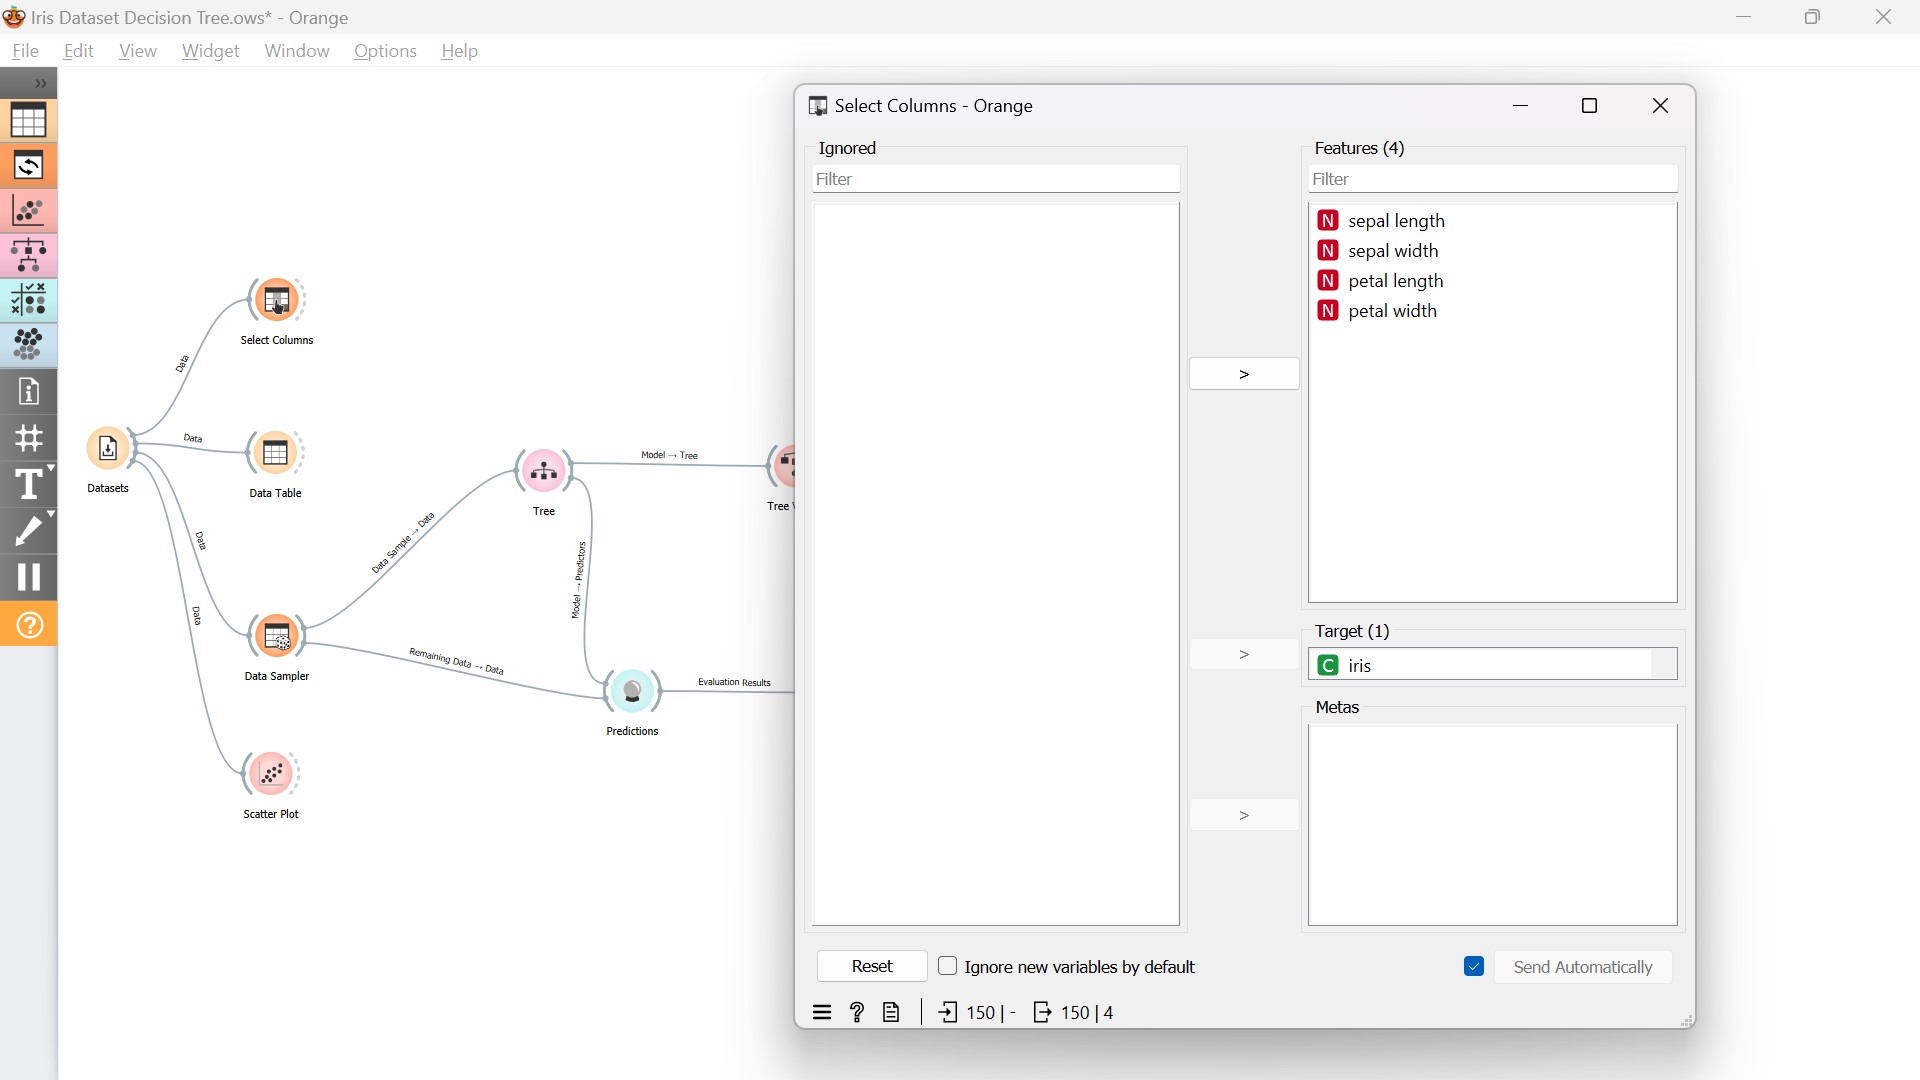 Iris Dataset Decision Tree.ows* - Orange
File Edit View Widget Window Options Help
Select Columns - Orange
Ignored
Filter
Features (4)
Filter
N sepal length
N sepal width
N petal length
N petal width
>
Target (1)
C iris
>
Metas
>
Reset
Ignore new variables by default
Send Automatically
? 150 | - 150 | 4
Select Columns
Data
Datasets
Data
Data Table
Data
Data
Data Sampler
Scatter Plot
Data Sample → Data
Remaining Data → Data
Tree
Model → Tree
Model → Predictors
Tree
Predictions
Evaluation Results
»
T
?